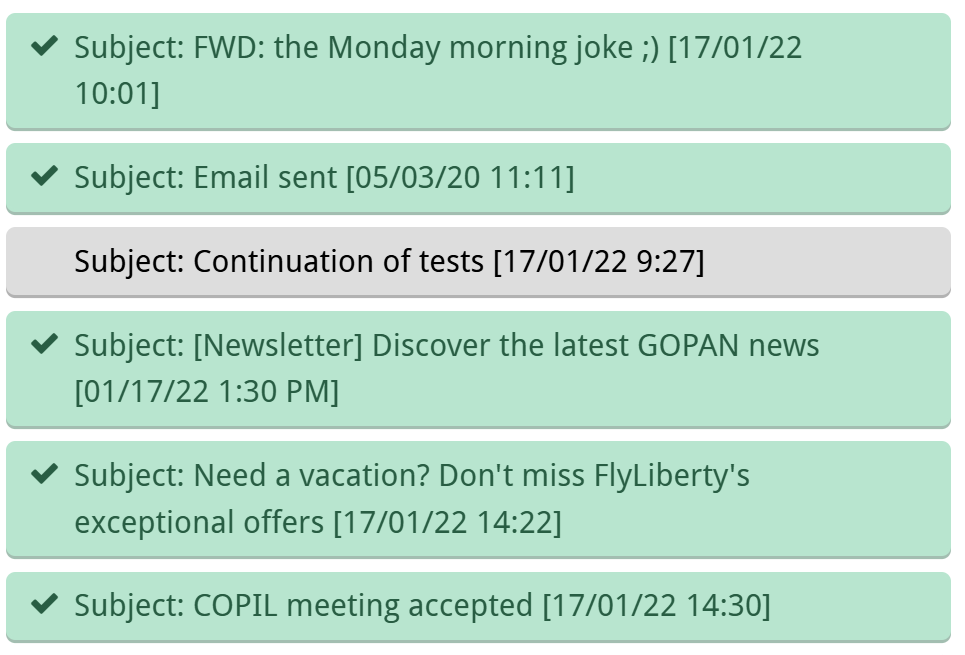 Subject: FWD: the Monday morning joke ;) [17/01/22
10:01]
Subject: Email sent [05/03/20 11:11]
Subject: Continuation of tests [17/01/22 9:27]
Subject: [Newsletter] Discover the latest GOPAN news
[01/17/22 1:30 PM]
Subject: Need a vacation? Don't miss FlyLiberty's
exceptional offers [17/01/22 14:22]
Subject: COPIL meeting accepted [17/01/22 14:30]